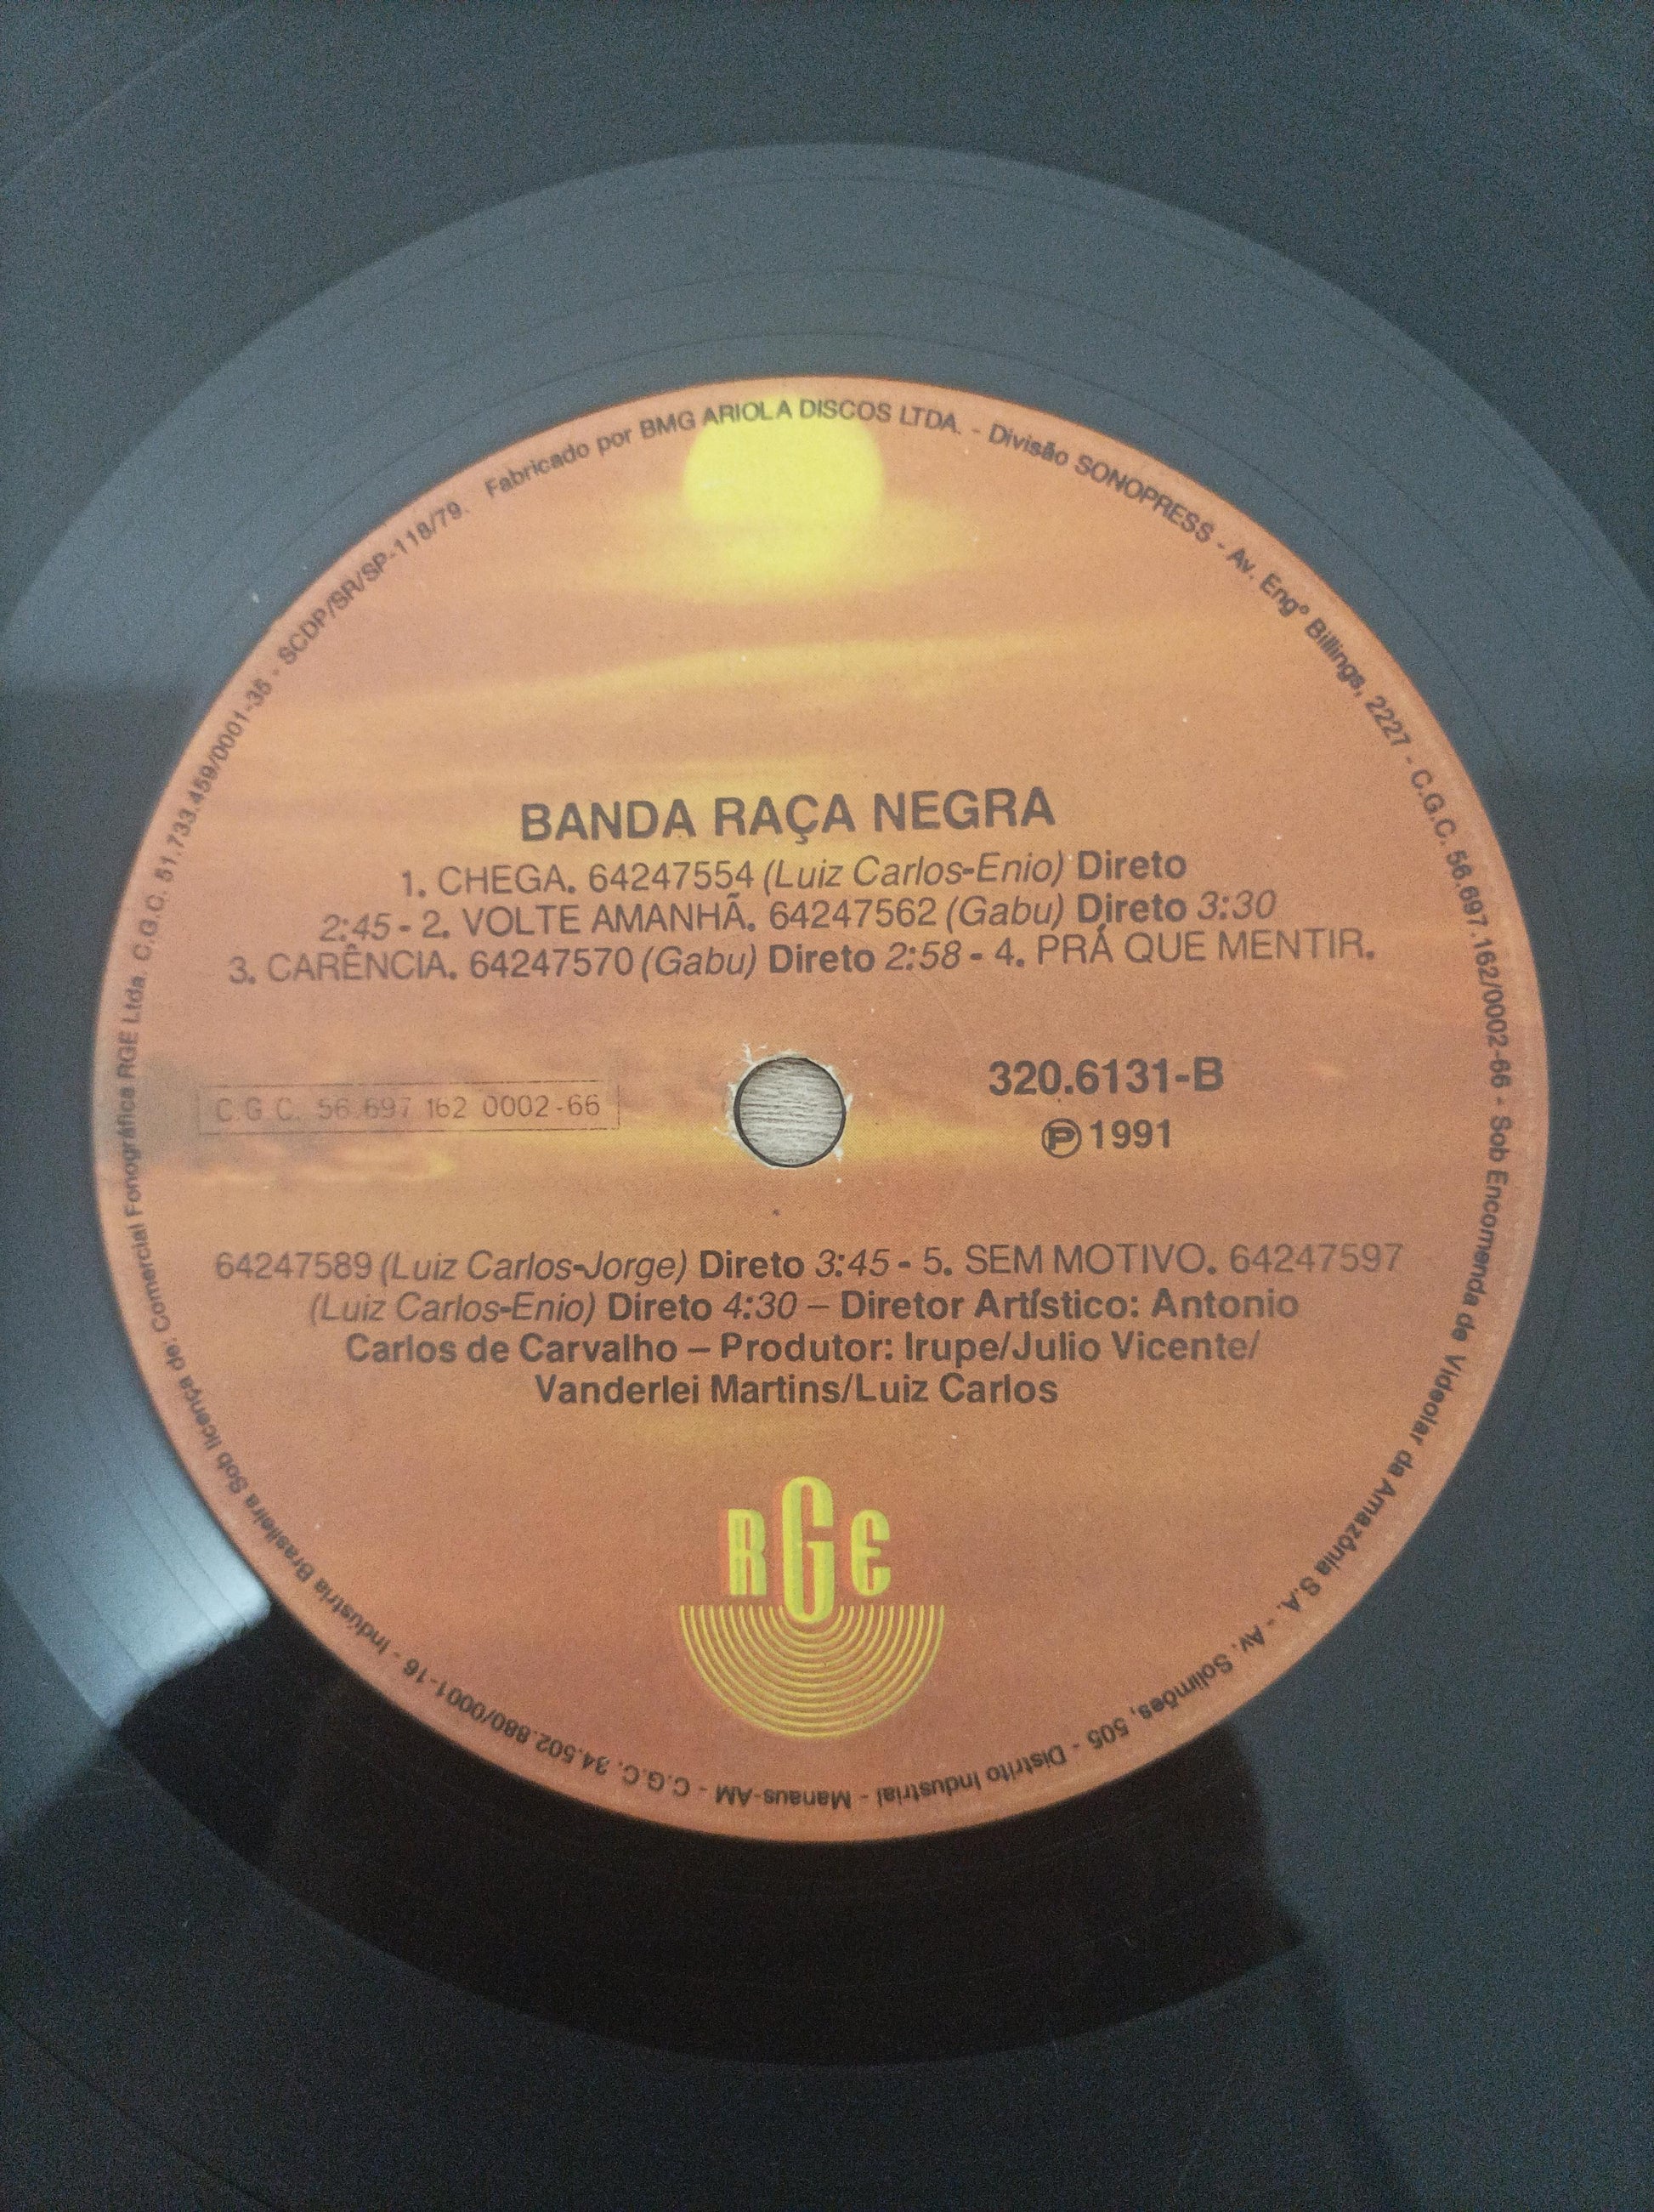 Fabricado por BMG ARIOLA DISCOS LTDA. - Divisão SONOPRESS - Av. Engº Billings, 2227 - C.G.C. 56.697.162/0002-66 - Sob Encomenda de Videolar da Amazônia S.A. - Av. Solimões, 505 - Distrito Industrial - Manaus-AM - C.G.C. 34.502.880/0001-16 - Indústria Brasileira Sob licença de: Comercial Fonográfica RGE Ltda. C.G.C. 51.733.459/0001-35 - SCDP/SR/SP-118/79.
BANDA RAÇA NEGRA
1. CHEGA. 64247554 (Luiz Carlos-Enio) Direto
2:45 - 2. VOLTE AMANHÃ. 64247562 (Gabu) Direto 3:30
3. CARÊNCIA. 64247570 (Gabu) Direto 2:58 - 4. PRÁ QUE MENTIR.
C.G.C. 56 697 162 0002-66
320.6131-B
℗ 1991
64247589 (Luiz Carlos-Jorge) Direto 3:45 - 5. SEM MOTIVO. 64247597
(Luiz Carlos-Enio) Direto 4:30 – Diretor Artístico: Antonio
Carlos de Carvalho – Produtor: Irupe/Julio Vicente/
Vanderlei Martins/Luiz Carlos
RGE